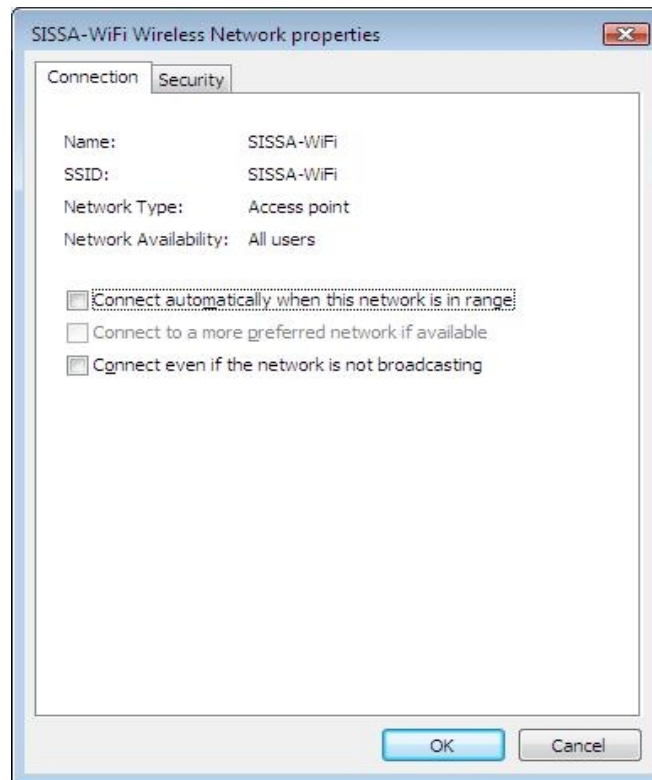 SISSA-WiFi Wireless Network properties
Connection Security
Name: SISSA-WiFi
SSID: SISSA-WiFi
Network Type: Access point
Network Availability: All users
Connect automatically when this network is in range
Connect to a more preferred network if available
Connect even if the network is not broadcasting
OK Cancel